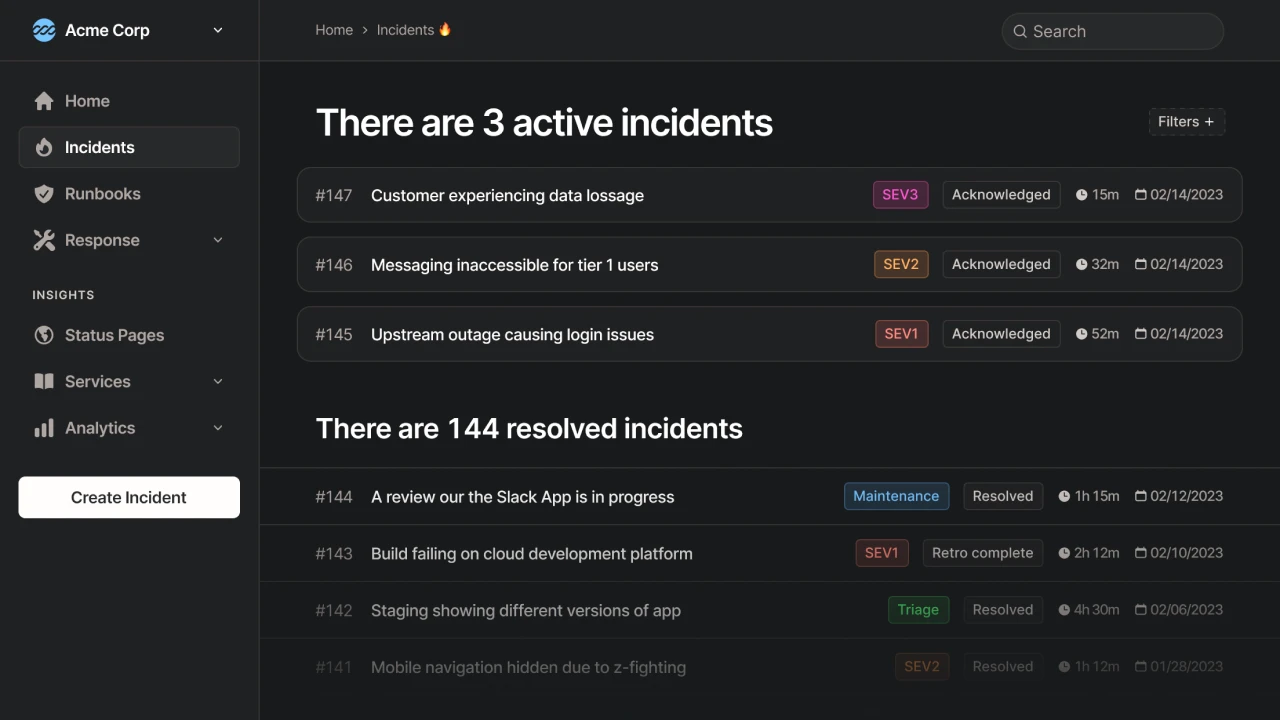 Acme Corp
Home > Incidents 🔥
Search
Home
Incidents
Runbooks
Response
INSIGHTS
Status Pages
Services
Analytics
Create Incident
There are 3 active incidents
Filters +
#147 Customer experiencing data lossage SEV3 Acknowledged 15m 02/14/2023
#146 Messaging inaccessible for tier 1 users SEV2 Acknowledged 32m 02/14/2023
#145 Upstream outage causing login issues SEV1 Acknowledged 52m 02/14/2023
There are 144 resolved incidents
#144 A review our the Slack App is in progress Maintenance Resolved 1h 15m 02/12/2023
#143 Build failing on cloud development platform SEV1 Retro complete 2h 12m 02/10/2023
#142 Staging showing different versions of app Triage Resolved 4h 30m 02/06/2023
#141 Mobile navigation hidden due to z-fighting SEV2 Resolved 1h 12m 01/28/2023